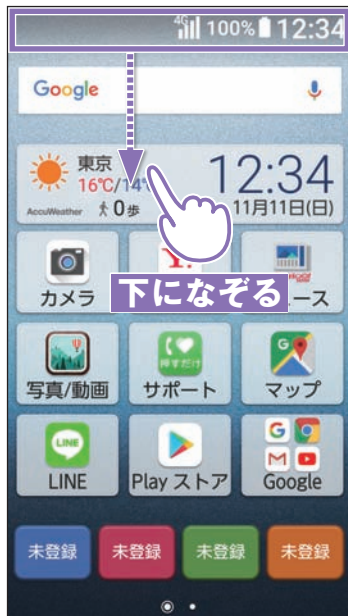 4G 100% 12:34
Google
東京
16℃/14℃
AccuWeather 0歩
12:34
11月11日(日)
カメラ
下になぞる
ース
写真/動画
押すだけ
サポート
マップ
LINE
LINE
Play ストア
Google
未登録 未登録 未登録 未登録